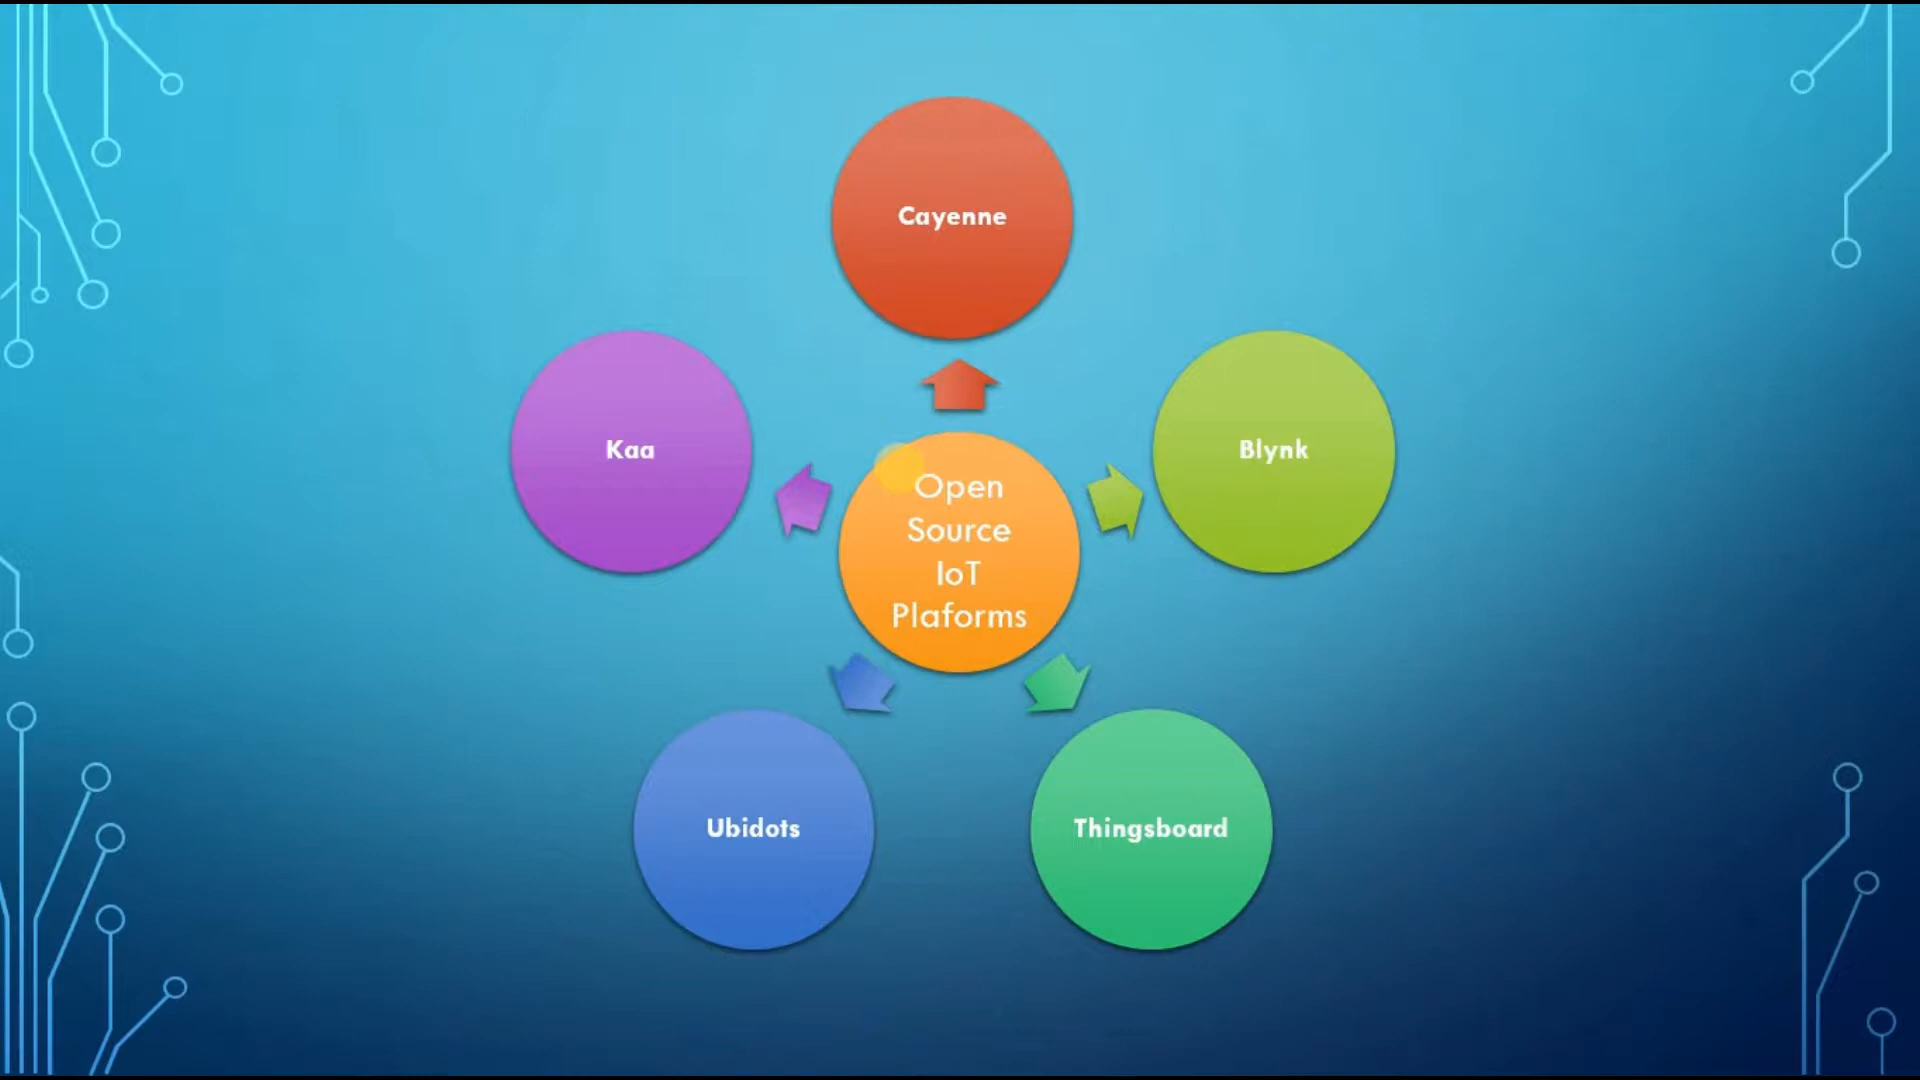 Cayenne
Kaa
Blynk
Open
Source
IoT
Plaforms
Ubidots
Thingsboard